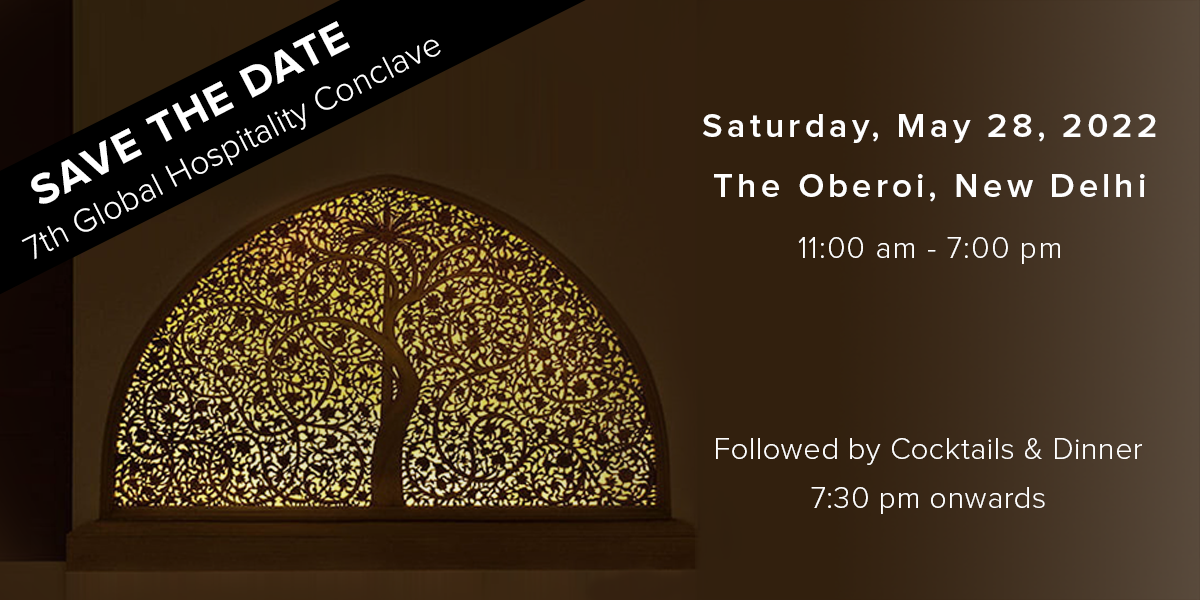 SAVE THE DATE
7th Global Hospitality Conclave
Saturday, May 28, 2022
The Oberoi, New Delhi
11:00 am - 7:00 pm
Followed by Cocktails & Dinner
7:30 pm onwards